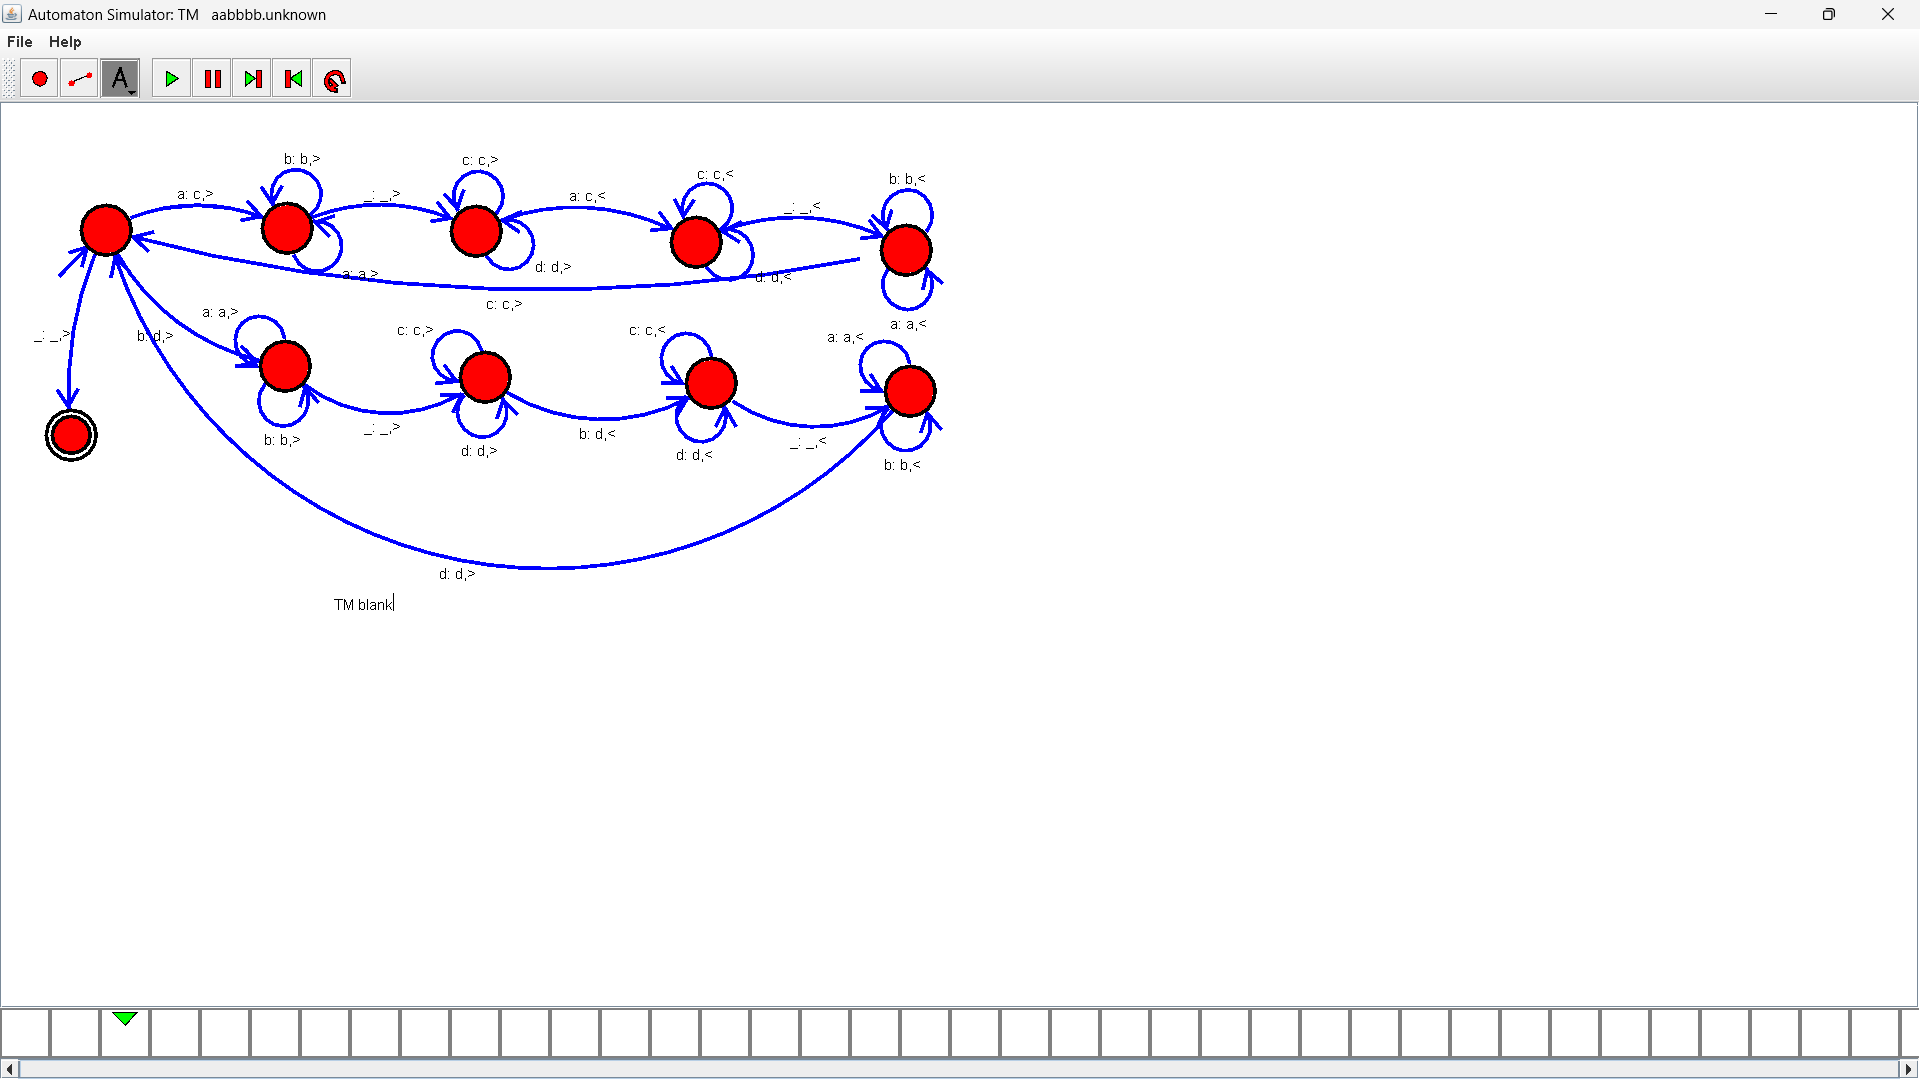 Automaton Simulator: TM aabbbb.unknown
File Help
A
b: b,>
c: c,>
c: c,<
b: b,<
a: c,>
_: _,>
a: c,<
_: _,<
a: a,>
d: d,>
d: d,<
c: c,>
a: a,<
_: _,>
b: d,>
a: a,>
c: c,>
c: c,<
a: a,<
b: b,>
_: _,>
d: d,>
b: d,<
d: d,<
_: _,<
b: b,<
d: d,>
TM blank